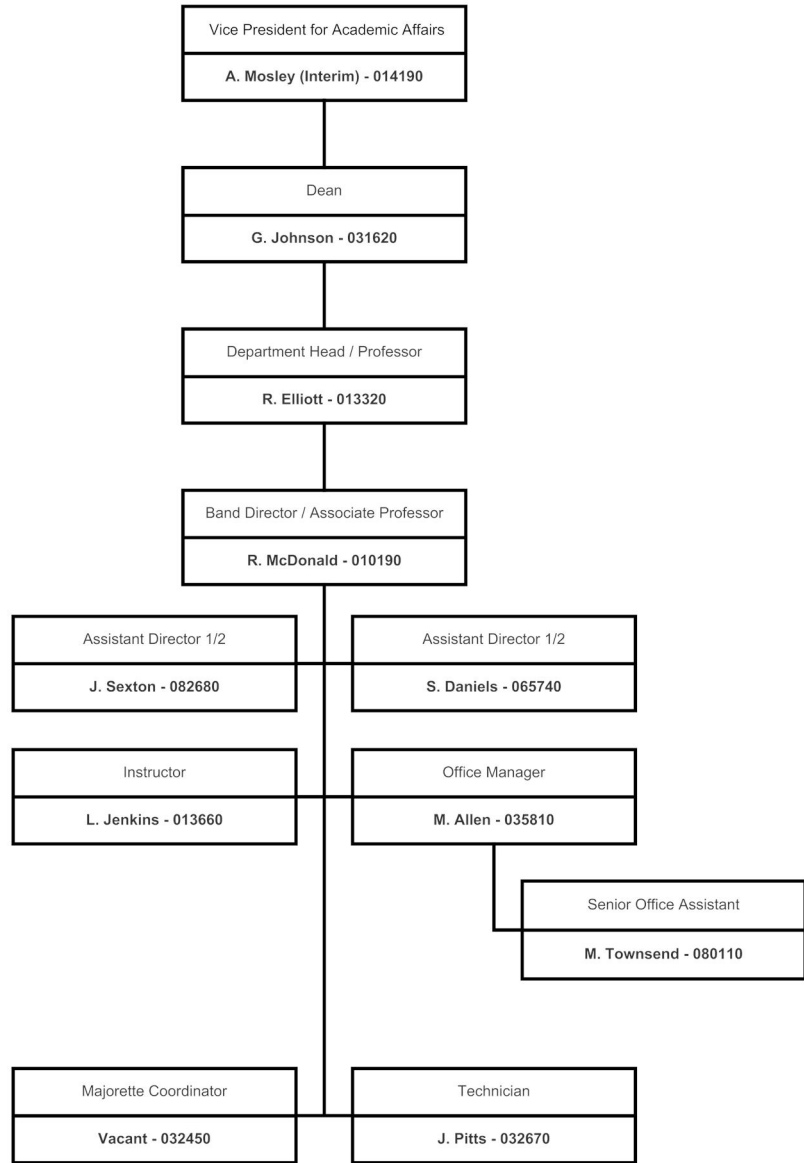 Vice President for Academic Affairs
A. Mosley (Interim) - 014190
Dean
G. Johnson - 031620
Department Head / Professor
R. Elliott - 013320
Band Director / Associate Professor
R. McDonald - 010190
Assistant Director 1/2
J. Sexton - 082680
Assistant Director 1/2
S. Daniels - 065740
Instructor
L. Jenkins - 013660
Office Manager
M. Allen - 035810
Senior Office Assistant
M. Townsend - 080110
Majorette Coordinator
Vacant - 032450
Technician
J. Pitts - 032670